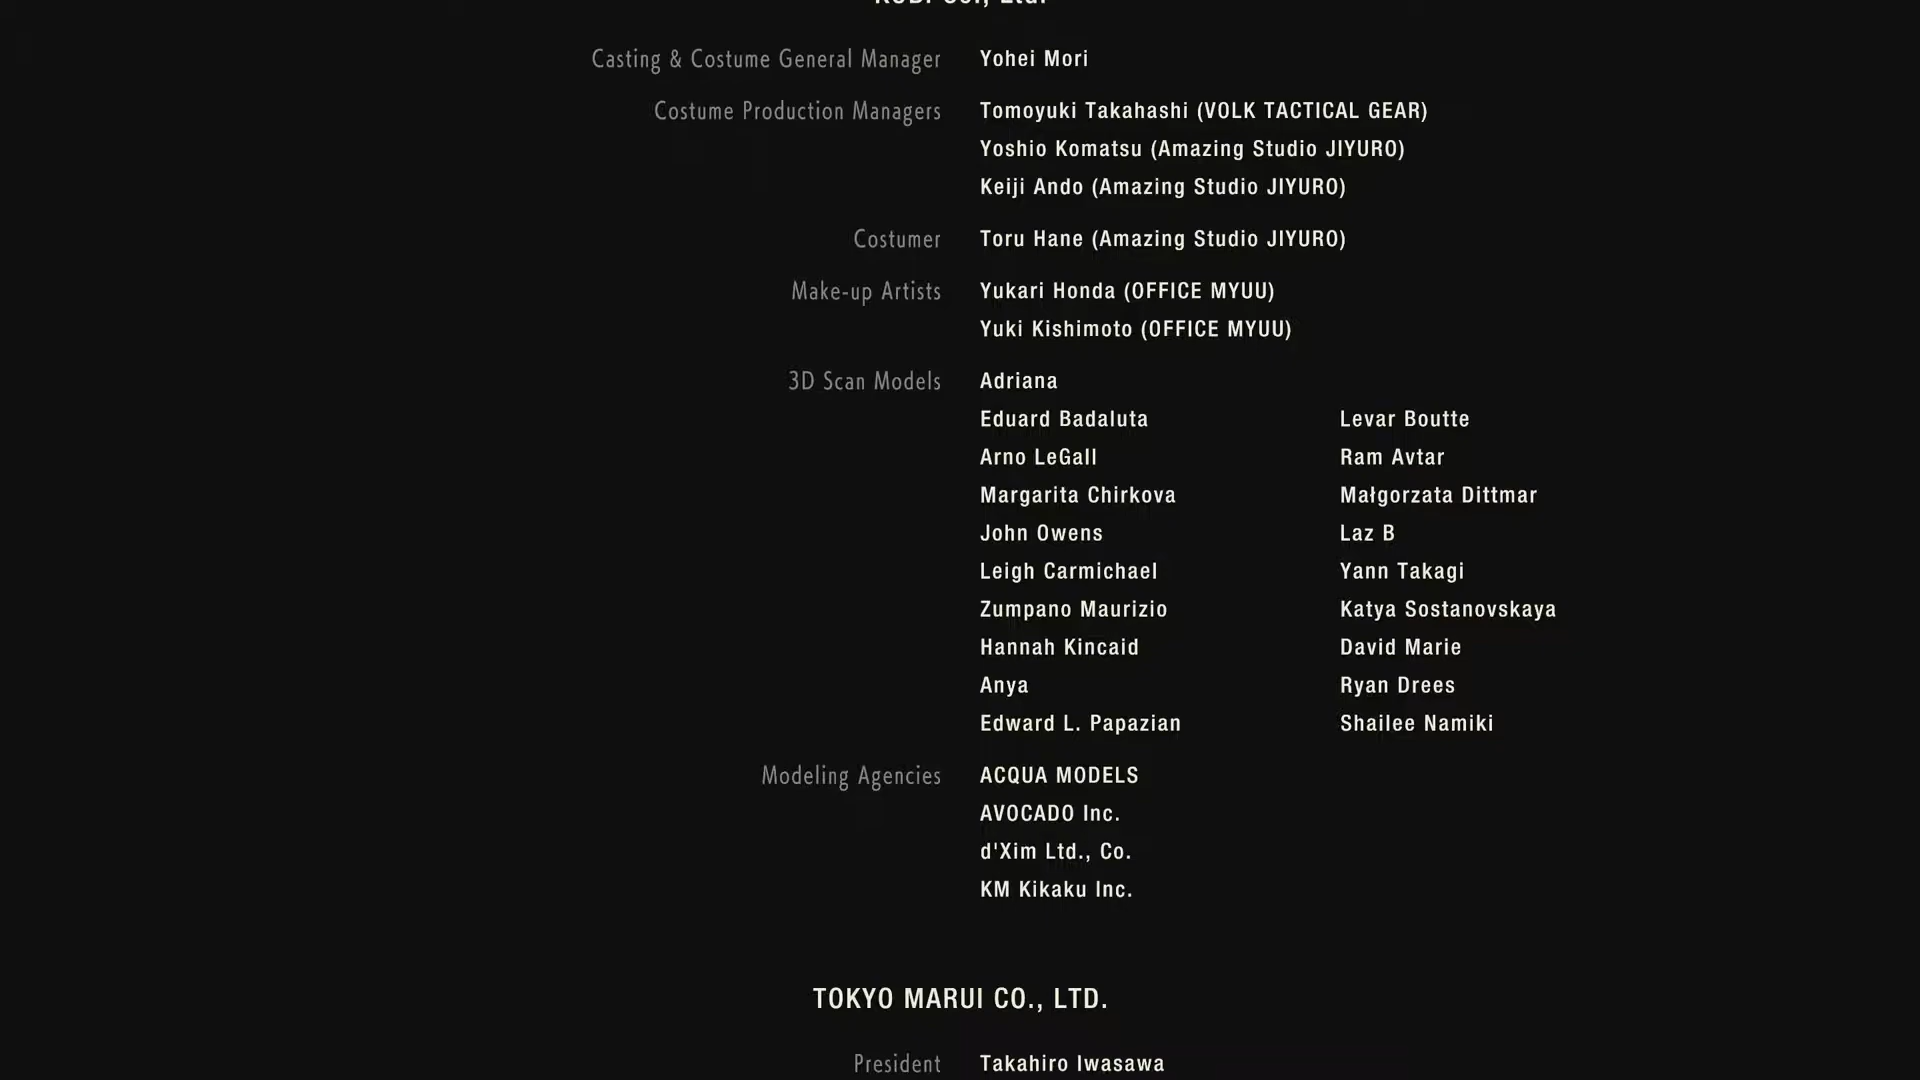 Casting & Costume General Manager Yohei Mori
Costume Production Managers Tomoyuki Takahashi (VOLK TACTICAL GEAR)
Yoshio Komatsu (Amazing Studio JIYURO)
Keiji Ando (Amazing Studio JIYURO)
Costumer Toru Hane (Amazing Studio JIYURO)
Make-up Artists Yukari Honda (OFFICE MYUU)
Yuki Kishimoto (OFFICE MYUU)
3D Scan Models Adriana
Eduard Badaluta Levar Boutte
Arno LeGall Ram Avtar
Margarita Chirkova Małgorzata Dittmar
John Owens Laz B
Leigh Carmichael Yann Takagi
Zumpano Maurizio Katya Sostanovskaya
Hannah Kincaid David Marie
Anya Ryan Drees
Edward L. Papazian Shailee Namiki
Modeling Agencies ACQUA MODELS
AVOCADO Inc.
d'Xim Ltd., Co.
KM Kikaku Inc.
TOKYO MARUI CO., LTD.
President Takahiro Iwasawa